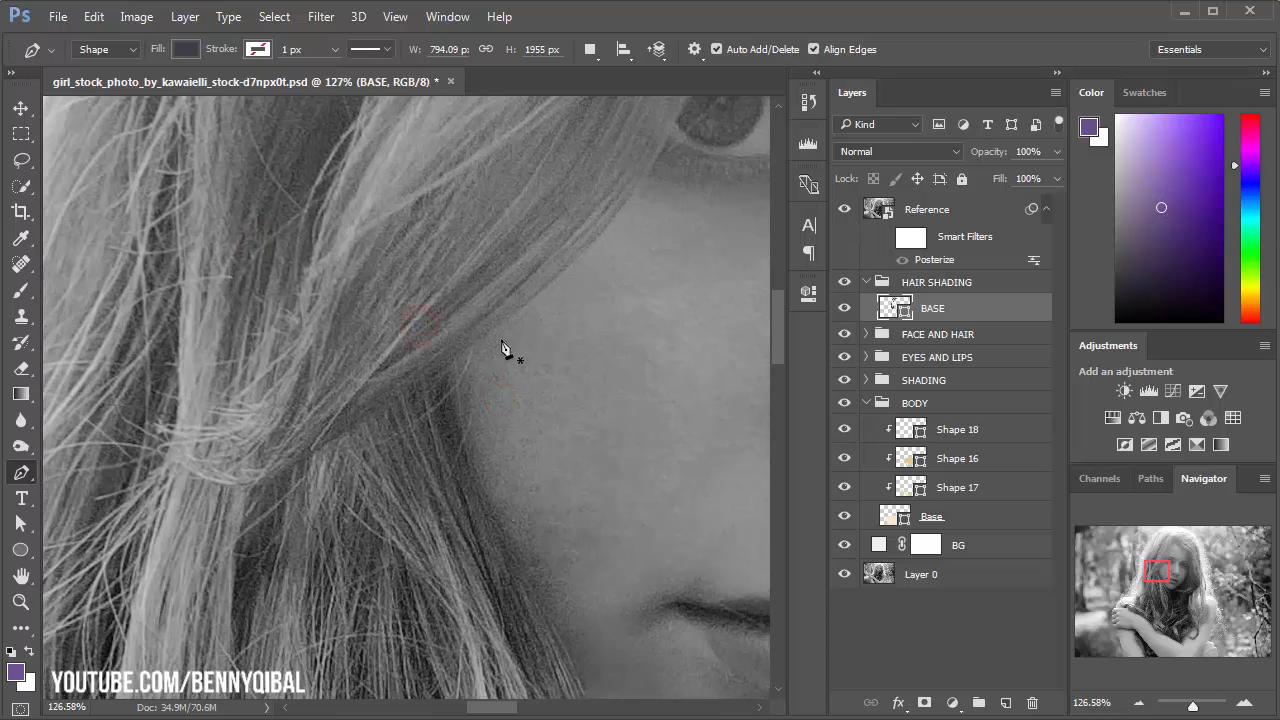 Ps File Edit Image Layer Type Select Filter 3D View Window Help
Shape Fill: Stroke: 1 px W: 794.09 p: H: 1955 px Auto Add/Delete Align Edges Essentials
girl_stock_photo_by_kawaielli_stock-d7npx0t.psd @ 127% (BASE, RGB/8) *
Layers
Kind
Normal Opacity: 100%
Lock: Fill: 100%
Reference
Smart Filters
Posterize
HAIR SHADING
BASE
FACE AND HAIR
EYES AND LIPS
SHADING
BODY
Shape 18
Shape 16
Shape 17
Base
BG
Layer 0
Color Swatches
Adjustments
Add an adjustment
Channels Paths Navigator
126.58%
YOUTUBE.COM/BENNYQIBAL
126.58% Doc: 34.9M/70.6M